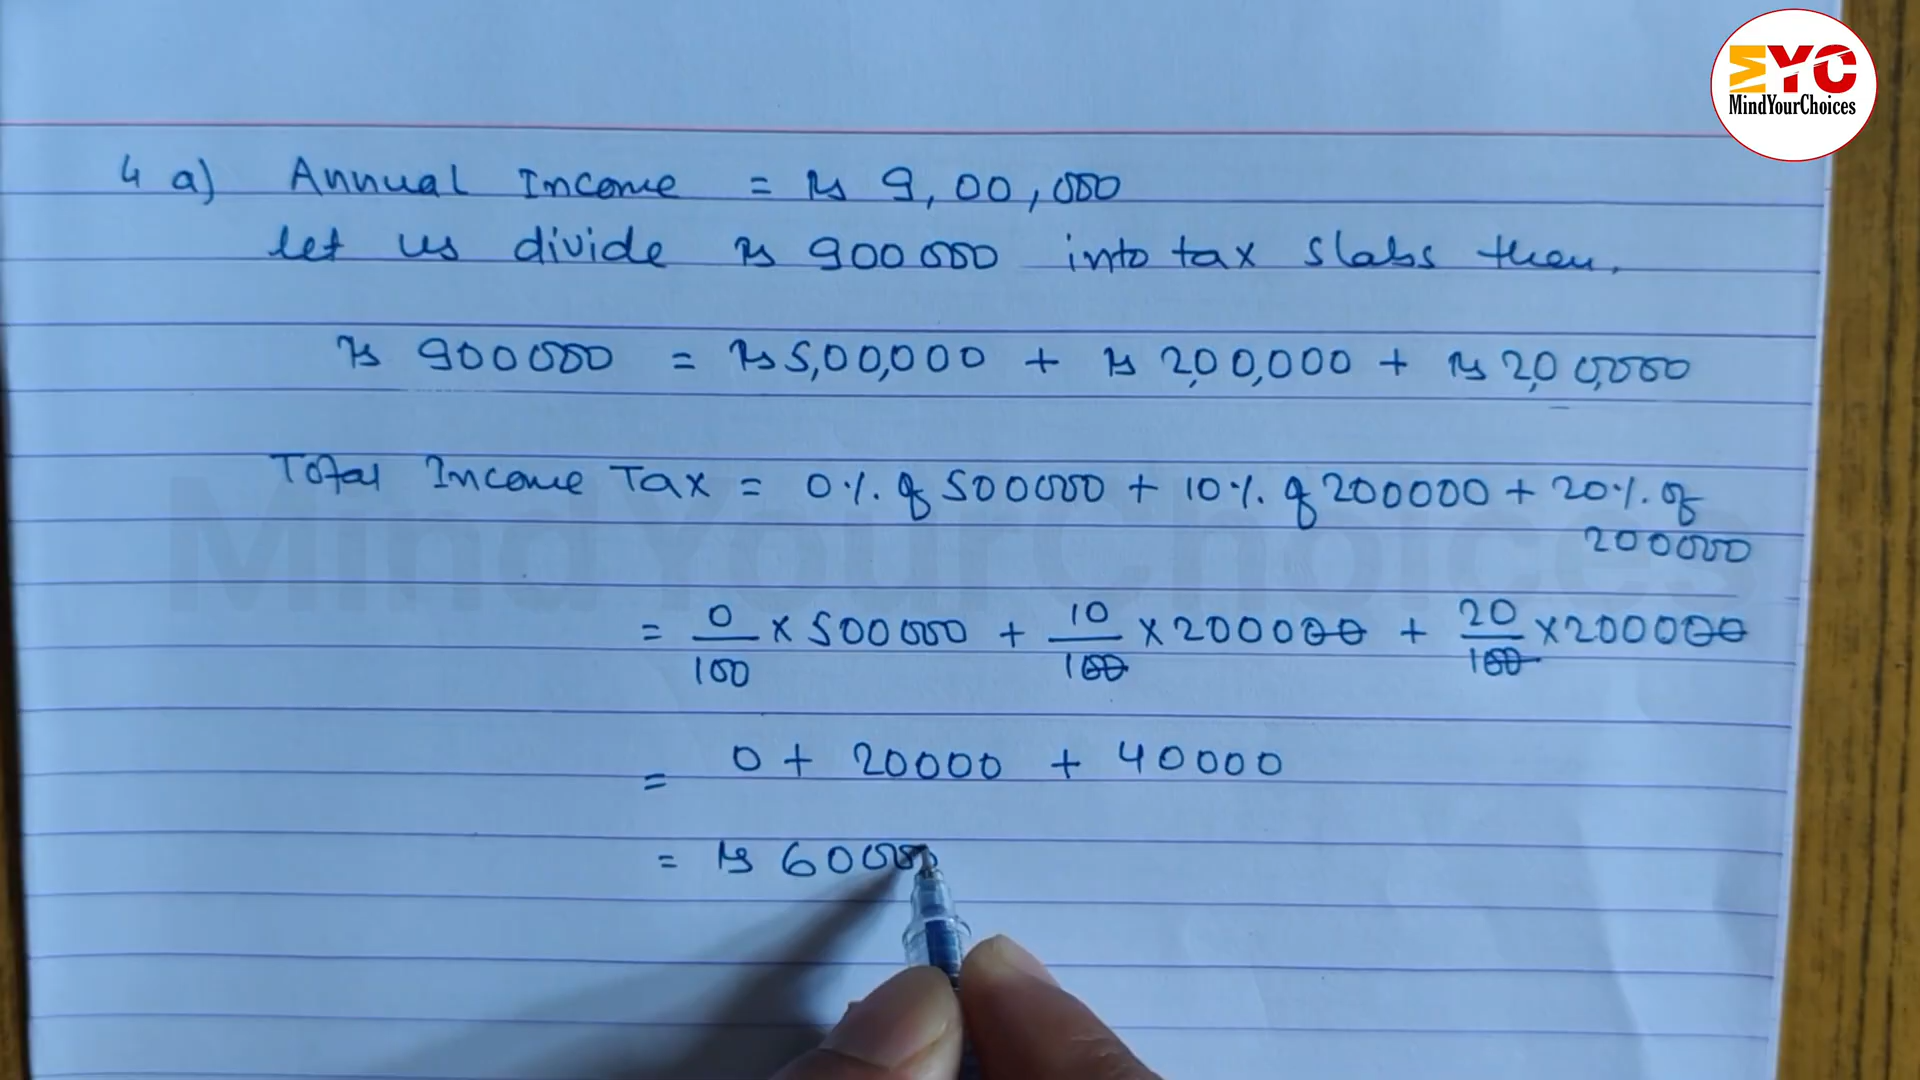 MYC
MindYourChoices
4 a) Annual Income = Rs 9,00,000
let us divide Rs 900000 into tax slabs then.
Rs 900000 = Rs 5,00,000 + Rs 2,00,000 + Rs 2,00,000
Total Income Tax = 0% of 500000 + 10% of 200000 + 20% of
200000
= 0/100 × 500000 + 10/100 × 200000 + 20/100 × 200000
= 0 + 20000 + 40000
= Rs 60000
MindYourChoices